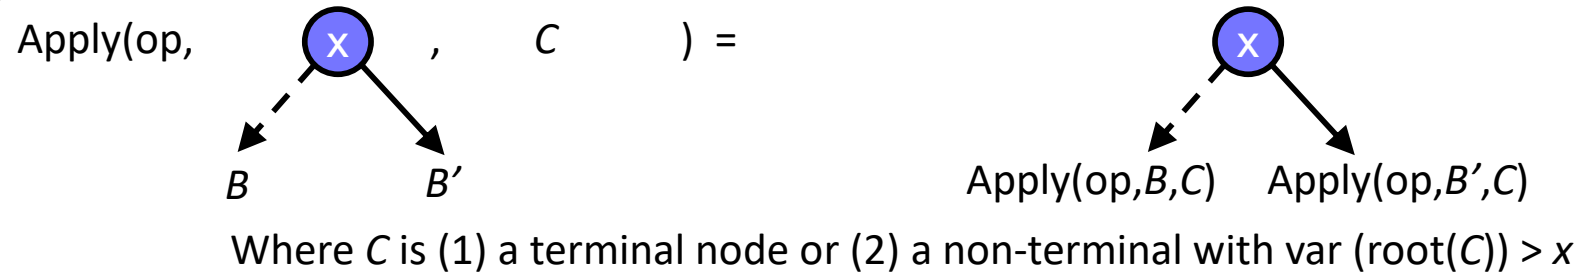 Apply(op, x , C ) = x
B B′ Apply(op,B,C) Apply(op,B′,C)
Where C is (1) a terminal node or (2) a non-terminal with var (root(C)) > x